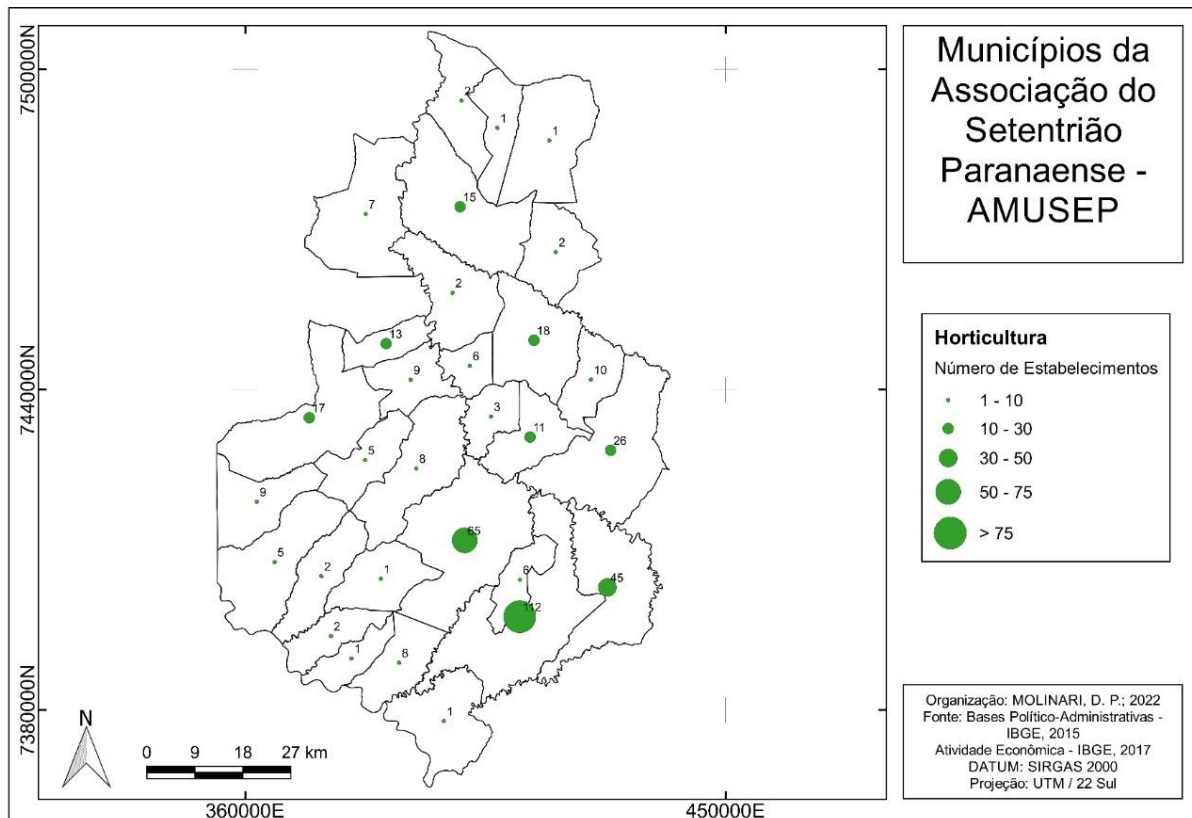 Municípios da
Associação do
Setentrião
Paranaense -
AMUSEP
Horticultura
Número de Estabelecimentos
1 - 10
10 - 30
30 - 50
50 - 75
> 75
Organização: MOLINARI, D. P.; 2022
Fonte: Bases Político-Administrativas -
IBGE, 2015
Atividade Econômica - IBGE, 2017
DATUM: SIRGAS 2000
Projeção: UTM / 22 Sul
7500000N
7440000N
7380000N
360000E
450000E
N
0 9 18 27 km
2
1
1
7
15
2
2
13
18
6
9
10
3
17
11
26
5
8
9
65
5
2
1
6
45
112
2
1
8
1